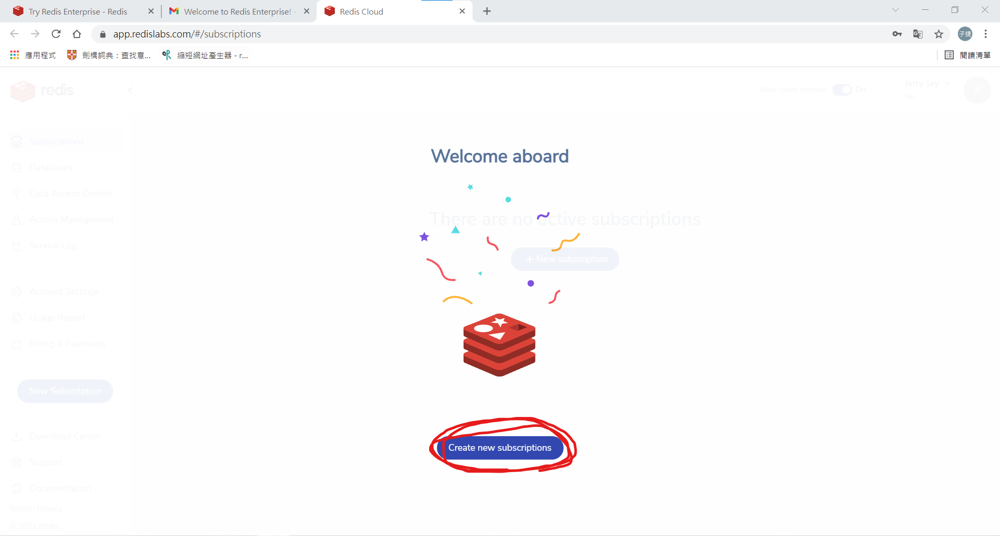 Try Redis Enterprise - Redis
Welcome to Redis Enterprise! -
Redis Cloud
app.redislabs.com/#/subscriptions
子捷
應用程式
劍橋詞典：查找意...
縮短網址產生器 - r...
閱讀清單
redis
New cloud console
On
Jerry Jay
No
Subscriptions
Databases
Data Access Control
Access Management
Service Log
Account Settings
Usage Report
Billing & Payments
New Subscription
Download Center
Support
Documentation
Terms | Privacy
© 2021 Redis
Welcome aboard
There are no active subscriptions
+ New subscription
Create new subscriptions